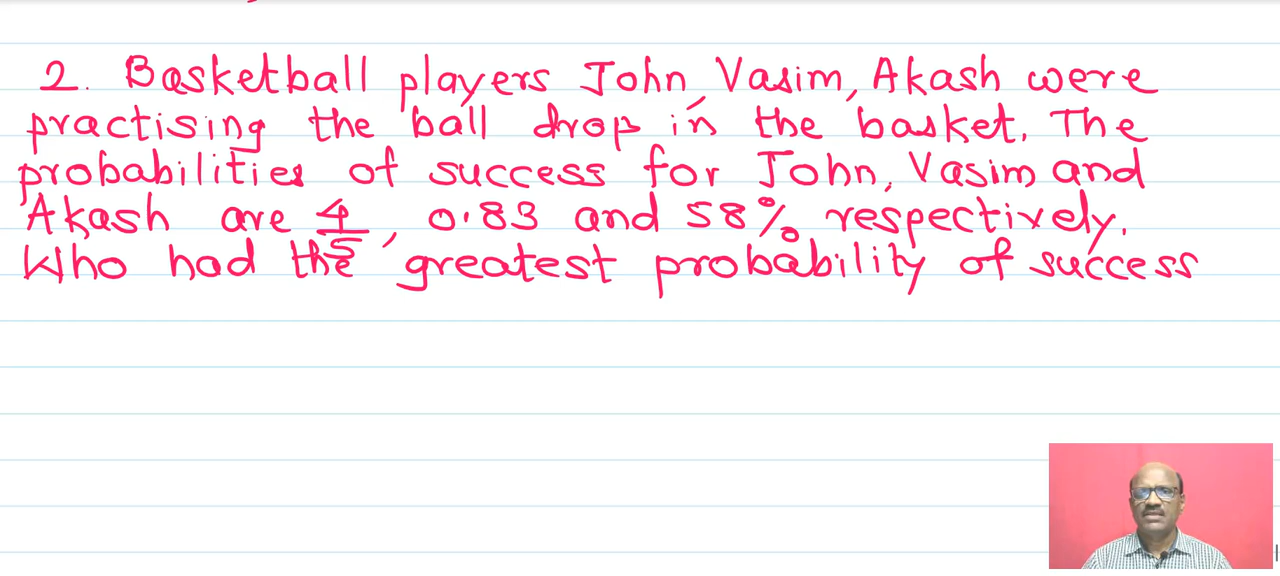 2. Basketball players John, Vasim, Akash were
practising the ball drop in the basket. The
probabilities of success for John, Vasim and
Akash are 4/5, 0.83 and 58% respectively.
Who had the greatest probability of success